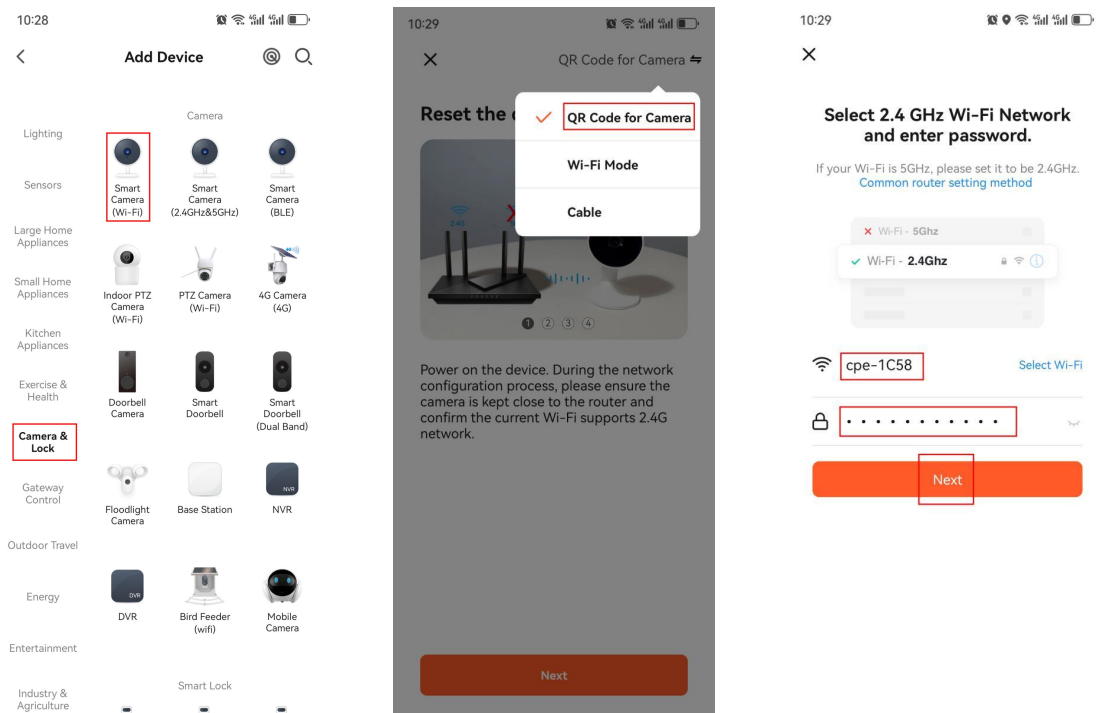 10:28
Add Device
Lighting
Sensors
Large Home
Appliances
Small Home
Appliances
Kitchen
Appliances
Exercise &
Health
Camera &
Lock
Gateway
Control
Outdoor Travel
Energy
Entertainment
Industry &
Agriculture
Camera
Smart
Camera
(Wi-Fi)
Smart
Camera
(2.4GHz&5GHz)
Smart
Camera
(BLE)
Indoor PTZ
Camera
(Wi-Fi)
PTZ Camera
(Wi-Fi)
4G Camera
(4G)
Doorbell
Camera
Smart
Doorbell
Smart
Doorbell
(Dual Band)
Floodlight
Camera
Base Station
NVR
NVR
DVR
DVR
Bird Feeder
(wifi)
Mobile
Camera
Smart Lock
10:29
QR Code for Camera
Reset the
QR Code for Camera
Wi-Fi Mode
Cable
2.4G
1 2 3 4
Power on the device. During the network
configuration process, please ensure the
camera is kept close to the router and
confirm the current Wi-Fi supports 2.4G
network.
Next
10:29
Select 2.4 GHz Wi-Fi Network
and enter password.
If your Wi-Fi is 5GHz, please set it to be 2.4GHz.
Common router setting method
Wi-Fi - 5Ghz
Wi-Fi - 2.4Ghz
cpe-1C58
Select Wi-Fi
Next